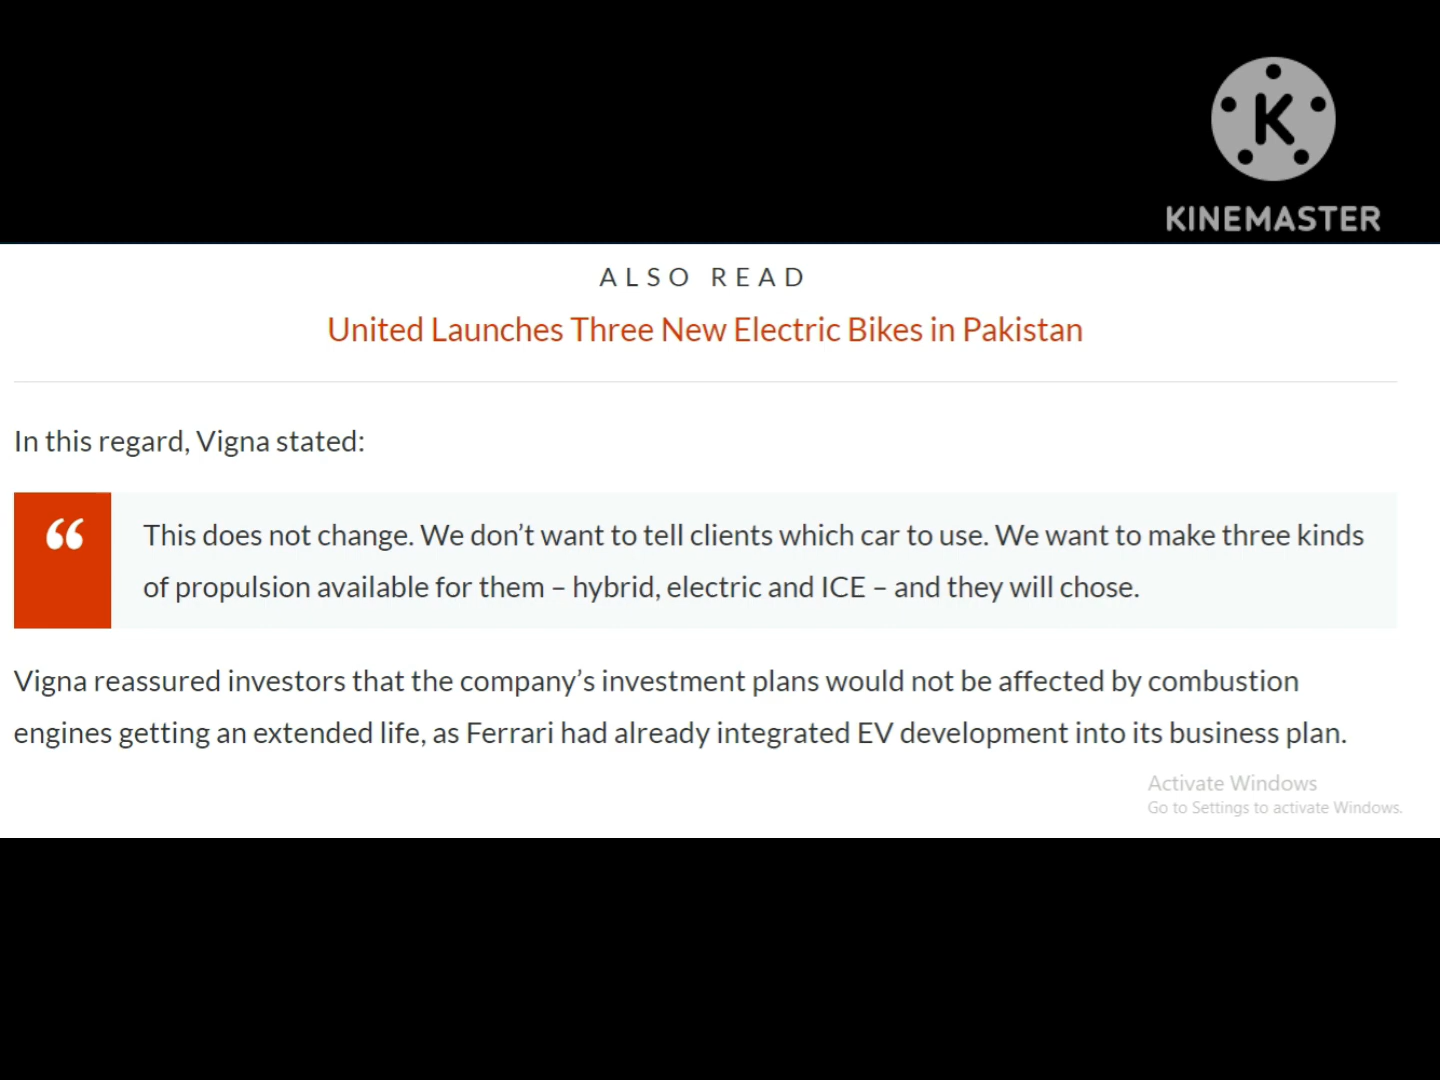 K
KINEMASTER
ALSO READ
United Launches Three New Electric Bikes in Pakistan
In this regard, Vigna stated:
“
This does not change. We don’t want to tell clients which car to use. We want to make three kinds
of propulsion available for them – hybrid, electric and ICE – and they will chose.
Vigna reassured investors that the company’s investment plans would not be affected by combustion
engines getting an extended life, as Ferrari had already integrated EV development into its business plan.
Activate Windows
Go to Settings to activate Windows.